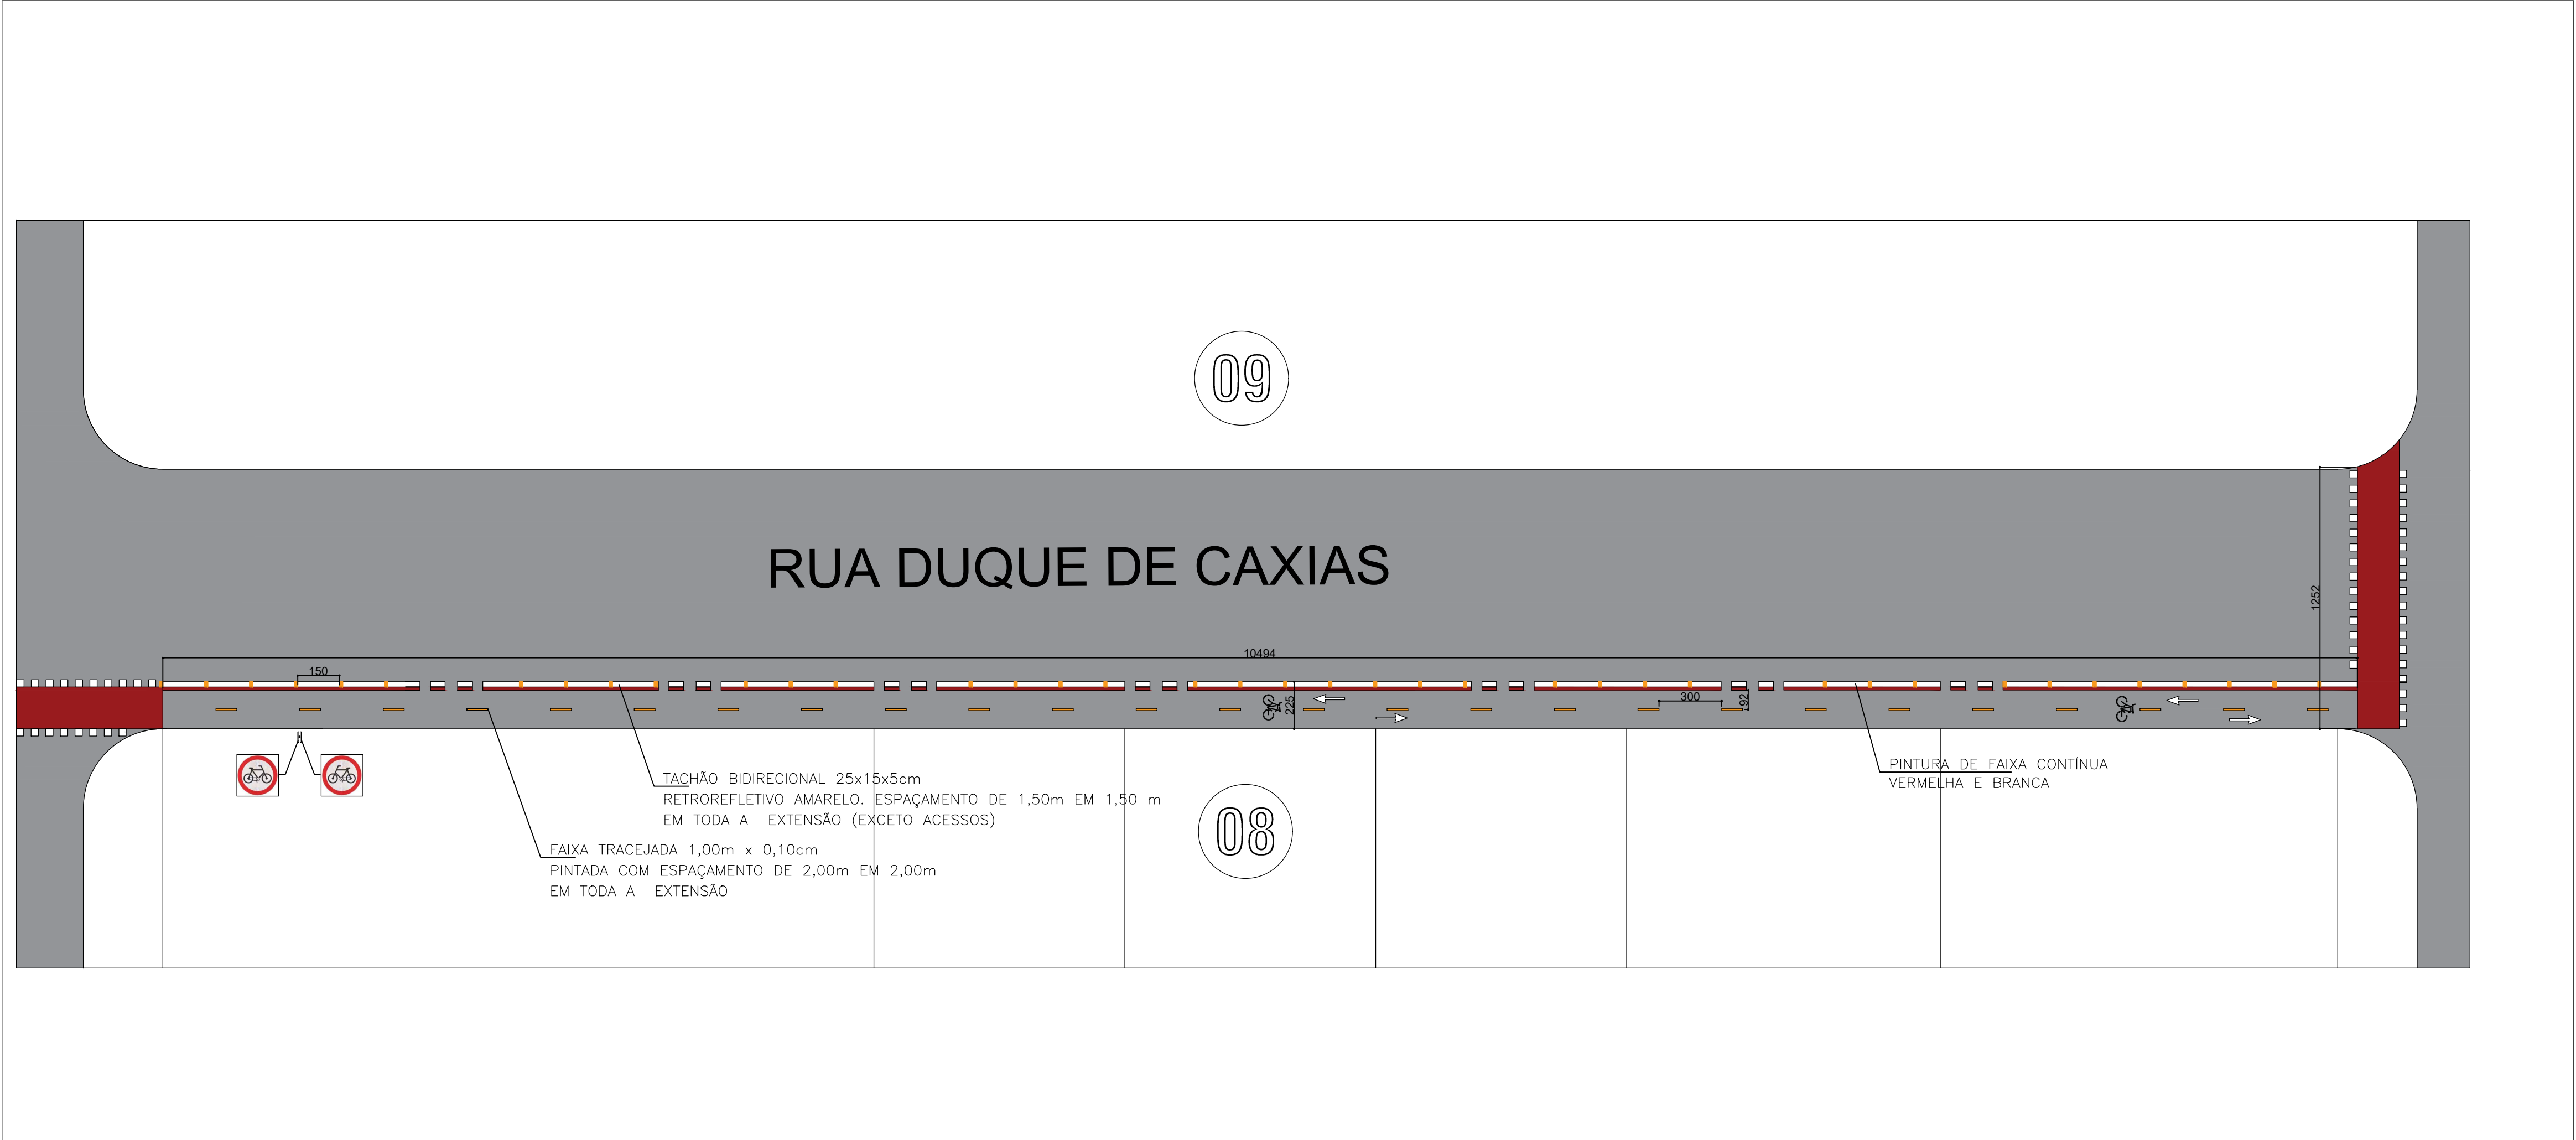 09
RUA DUQUE DE CAXIAS
1252
10494
150
225
300
92
TACHÃO BIDIRECIONAL 25x15x5cm
RETROREFLETIVO AMARELO. ESPAÇAMENTO DE 1,50m EM 1,50 m
EM TODA A EXTENSÃO (EXCETO ACESSOS)
PINTURA DE FAIXA CONTÍNUA
VERMELHA E BRANCA
08
FAIXA TRACEJADA 1,00m x 0,10cm
PINTADA COM ESPAÇAMENTO DE 2,00m EM 2,00m
EM TODA A EXTENSÃO